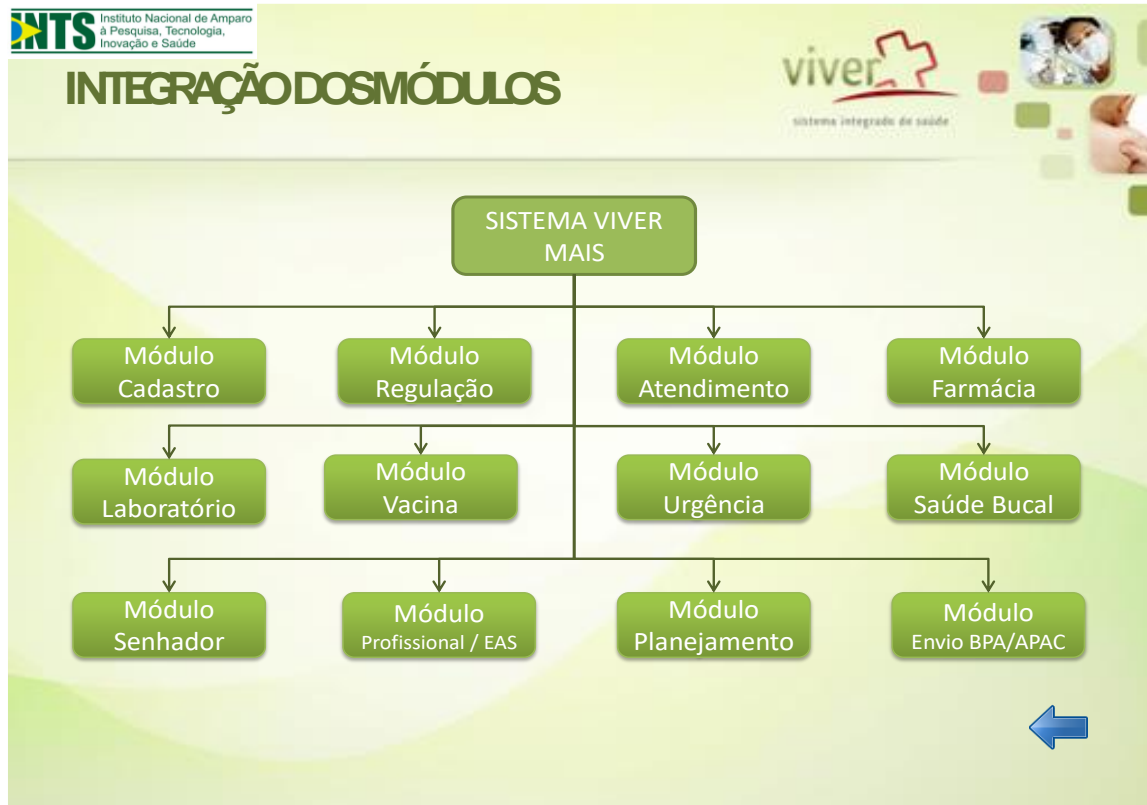 INTS
Instituto Nacional de Amparo
à Pesquisa, Tecnologia,
Inovação e Saúde
INTEGRAÇÃO DOS MÓDULOS
viver
sistema integrado de saúde
SISTEMA VIVER
MAIS
Módulo
Cadastro
Módulo
Regulação
Módulo
Atendimento
Módulo
Farmácia
Módulo
Laboratório
Módulo
Vacina
Módulo
Urgência
Módulo
Saúde Bucal
Módulo
Senhador
Módulo
Profissional / EAS
Módulo
Planejamento
Módulo
Envio BPA/APAC